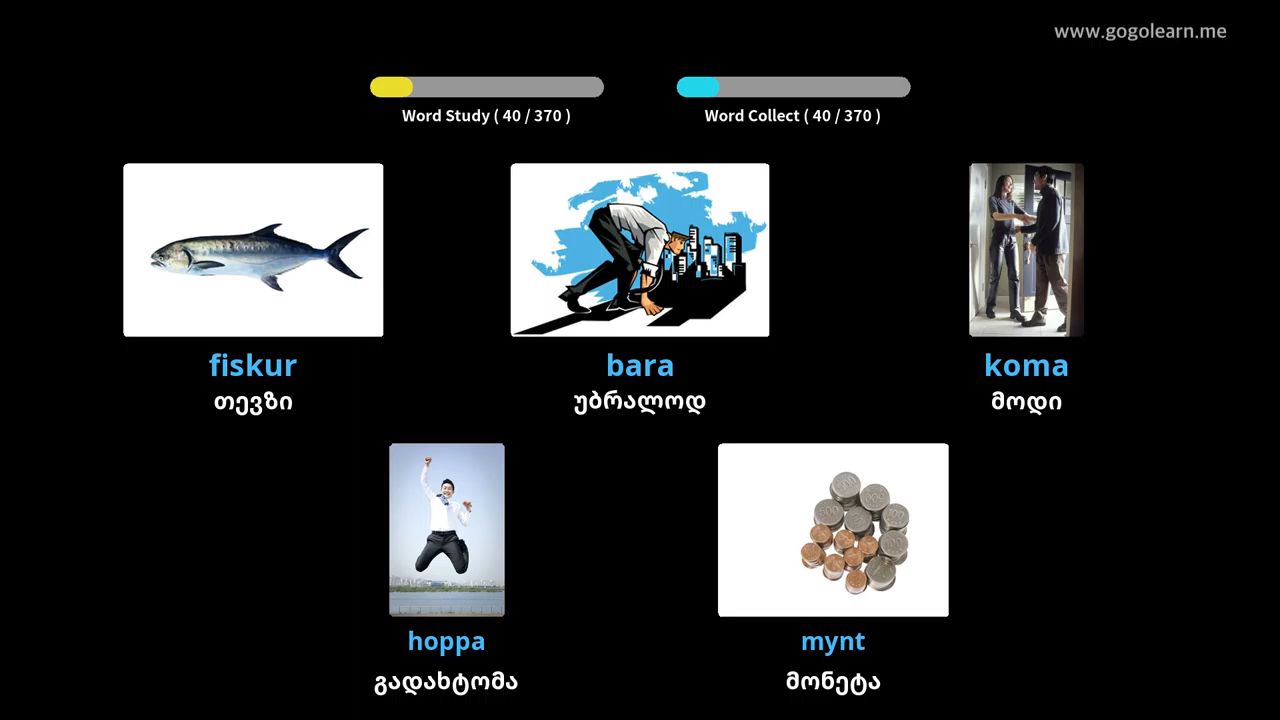 www.gogolearn.me
Word Study ( 40 / 370 )
Word Collect ( 40 / 370 )
fiskur
bara
koma
თევზი
უბრალოდ
მოდი
hoppa
mynt
გადახტომა
მონეტა